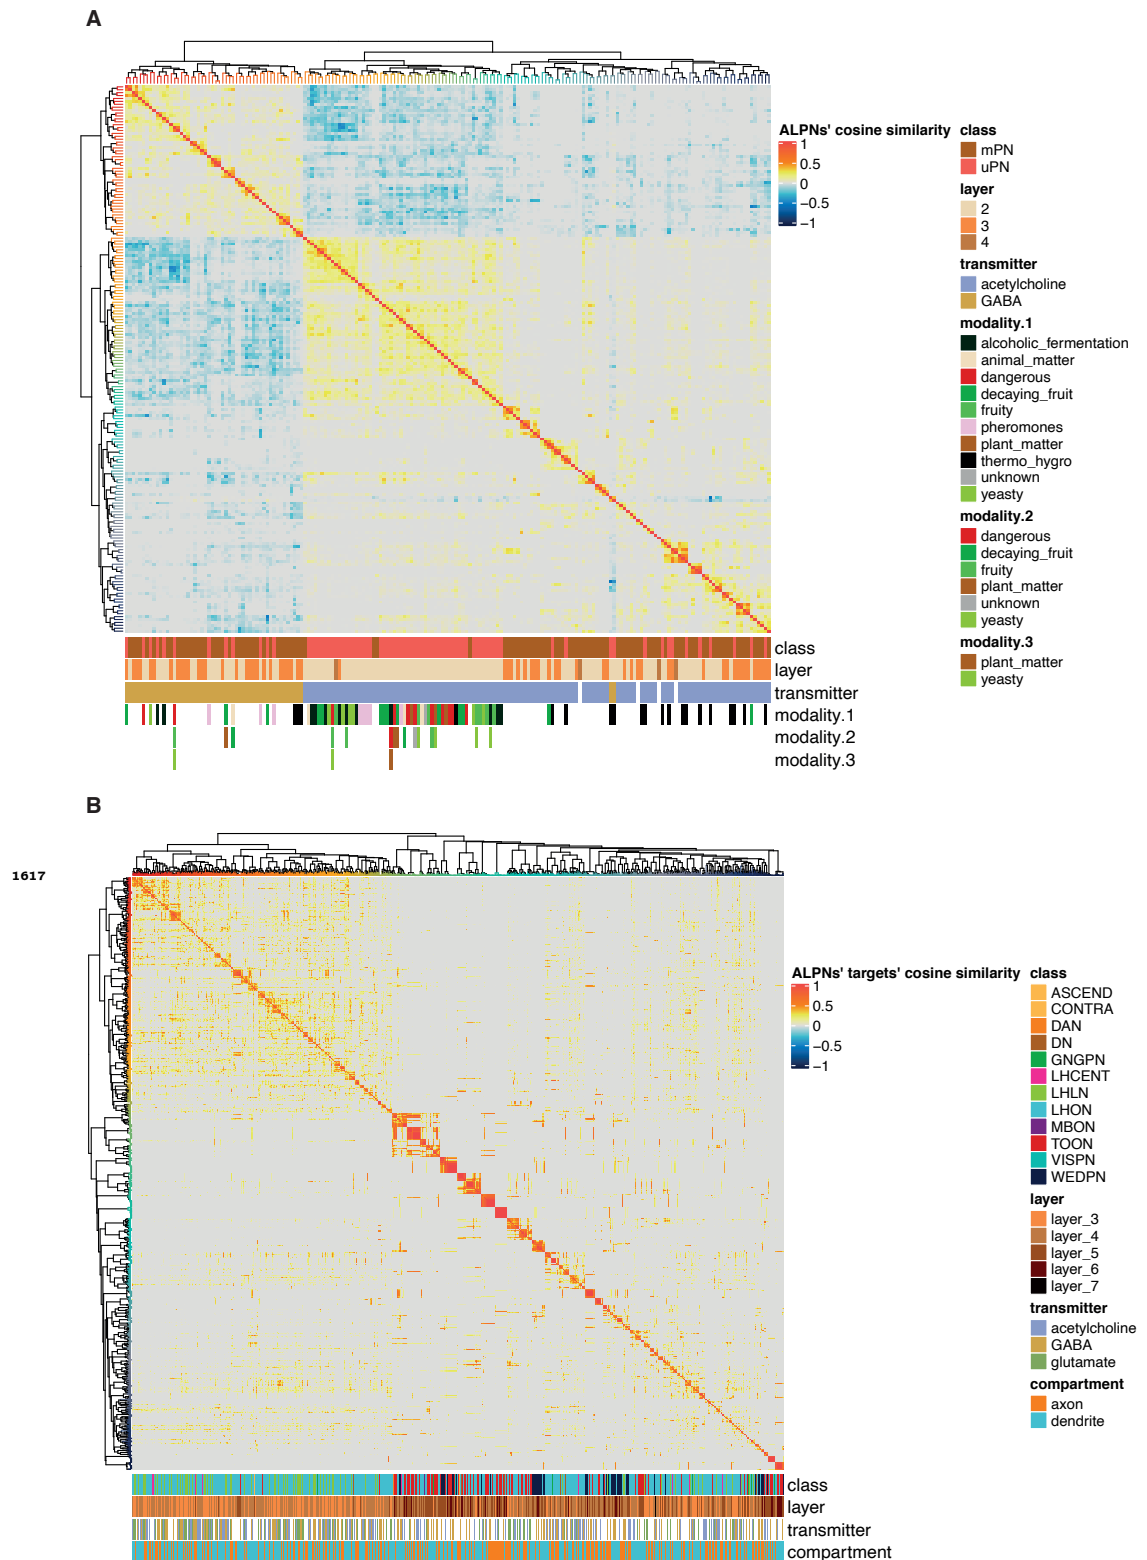 A
ALPNs' cosine similarity
1
0.5
0
−0.5
−1
class
mPN
uPN
layer
2
3
4
transmitter
acetylcholine
GABA
modality.1
alcoholic_fermentation
animal_matter
dangerous
decaying_fruit
fruity
pheromones
plant_matter
thermo_hygro
unknown
yeasty
modality.2
dangerous
decaying_fruit
fruity
plant_matter
unknown
yeasty
modality.3
plant_matter
yeasty
class
layer
transmitter
modality.1
modality.2
modality.3
B
1617
ALPNs' targets' cosine similarity
1
0.5
0
−0.5
−1
class
ASCEND
CONTRA
DAN
DN
GNGPN
LHCENT
LHLN
LHON
MBON
TOON
VISPN
WEDPN
layer
layer_3
layer_4
layer_5
layer_6
layer_7
transmitter
acetylcholine
GABA
glutamate
compartment
axon
dendrite
class
layer
transmitter
compartment